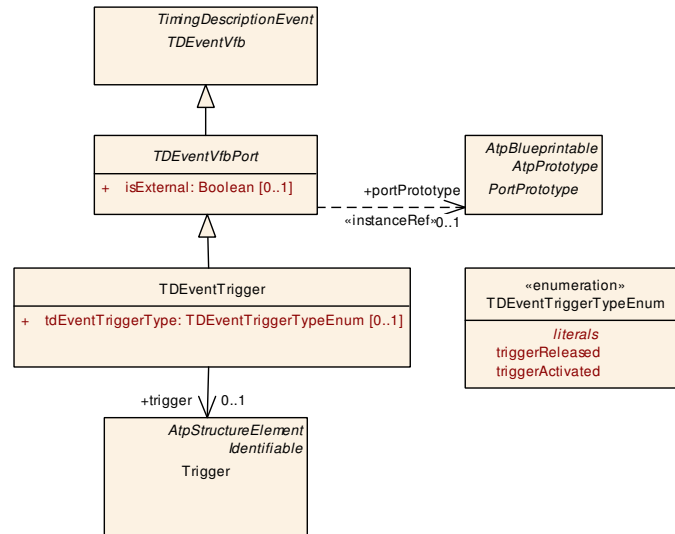 TimingDescriptionEvent
TDEventVfb
TDEventVfbPort
+ isExternal: Boolean [0..1]
AtpBlueprintable
AtpPrototype
PortPrototype
+portPrototype
«instanceRef» 0..1
TDEventTrigger
+ tdEventTriggerType: TDEventTriggerTypeEnum [0..1]
«enumeration»
TDEventTriggerTypeEnum
literals
triggerReleased
triggerActivated
+trigger 0..1
AtpStructureElement
Identifiable
Trigger